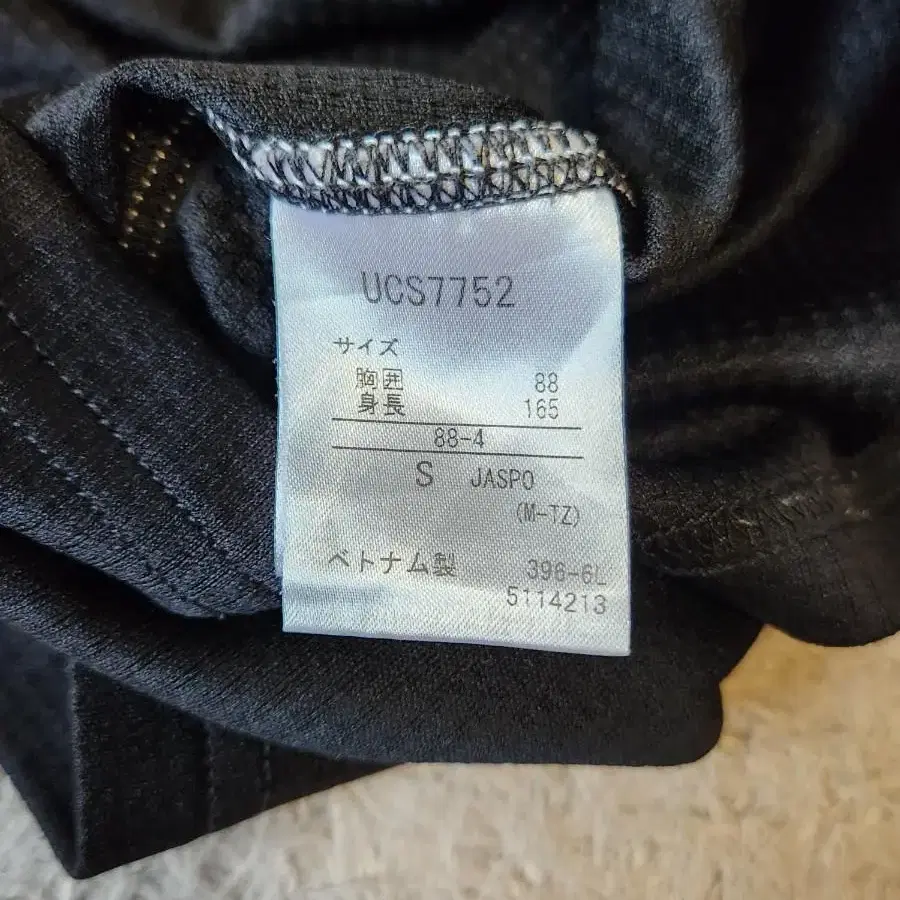 UCS7752
サイズ
胸囲 88
身長 165
88-4
S JASPO
(M-TZ)
ベトナム製 396-6L
5114213